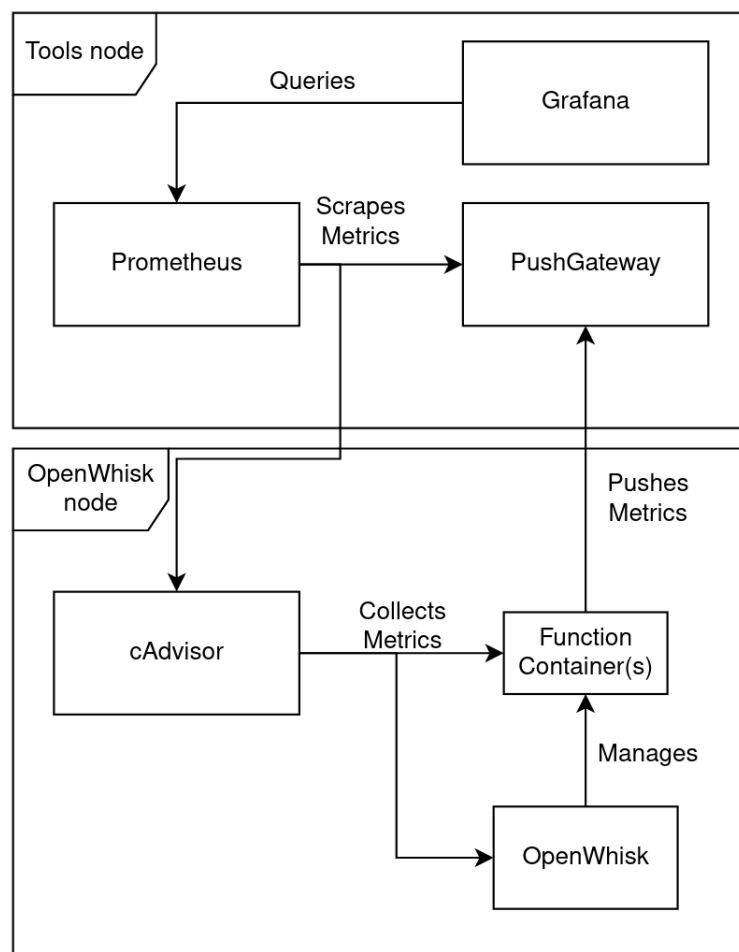 Tools node
Queries
Grafana
Scrapes
Metrics
Prometheus
PushGateway
OpenWhisk
node
Pushes
Metrics
Collects
Metrics
cAdvisor
Function
Container(s)
Manages
OpenWhisk